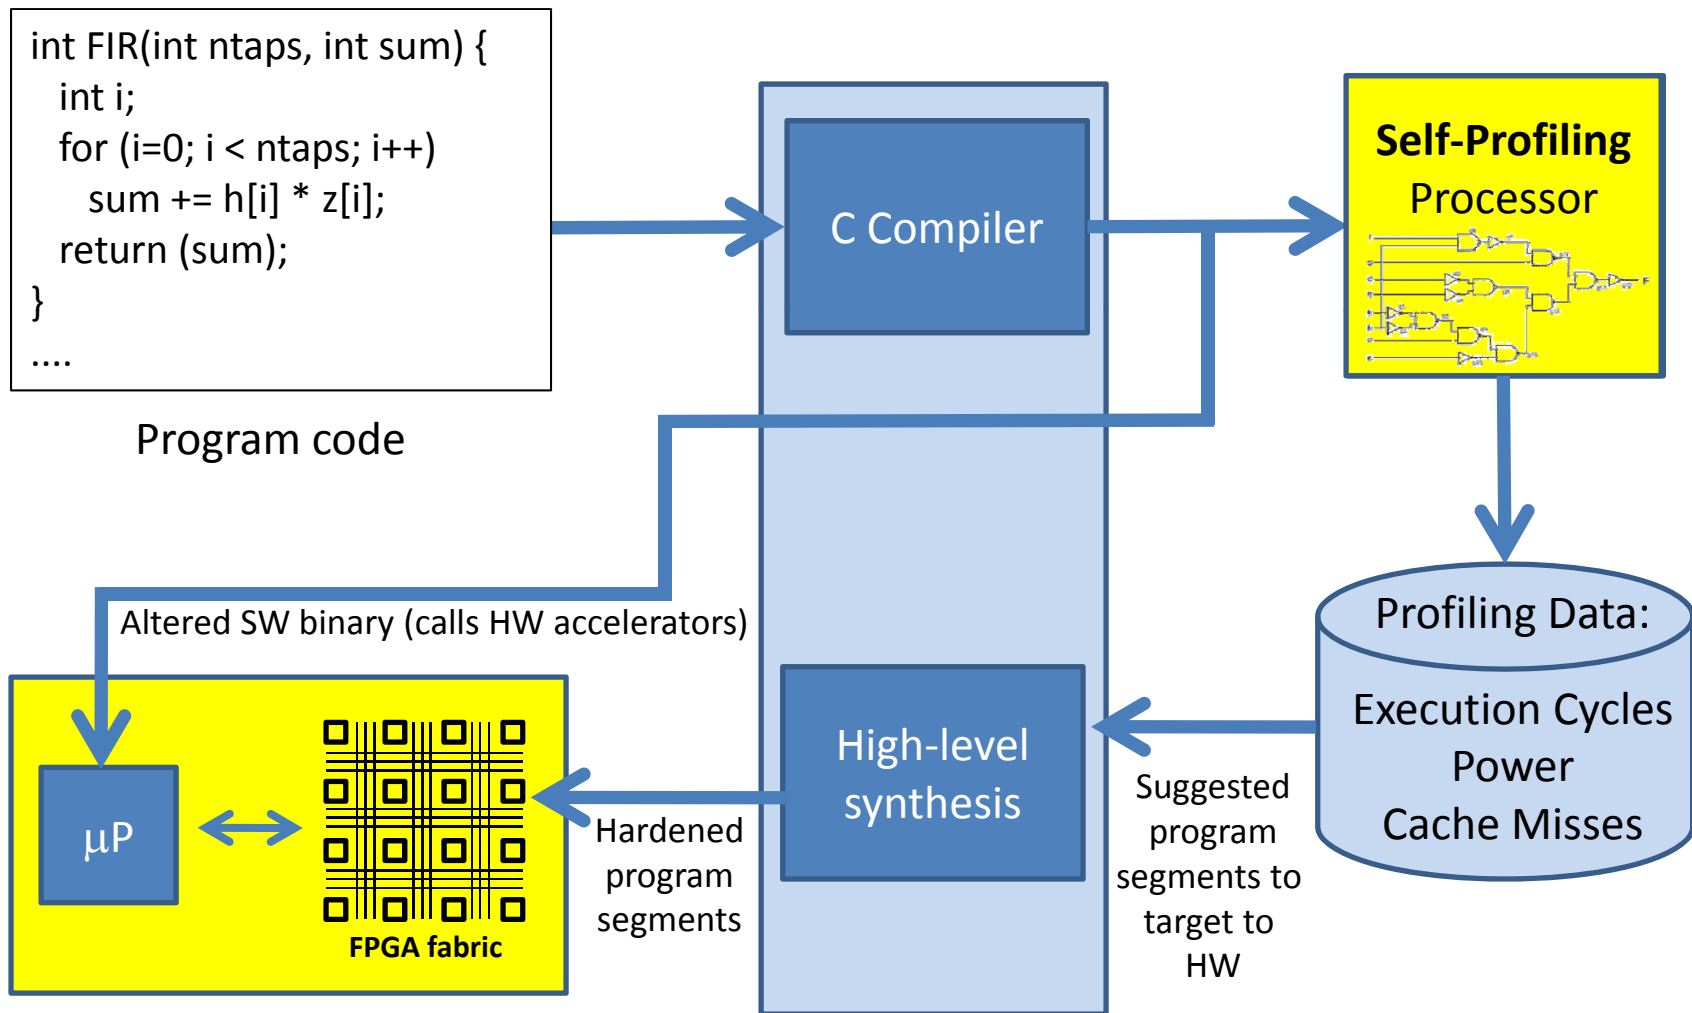 int FIR(int ntaps, int sum) {
int i;
for (i=0; i < ntaps; i++)
sum += h[i] * z[i];
return (sum);
}
....
Program code
C Compiler
Self-Profiling
Processor
Profiling Data:
Execution Cycles
Power
Cache Misses
Suggested
program
segments to
target to
HW
High-level
synthesis
Hardened
program
segments
Altered SW binary (calls HW accelerators)
μP
FPGA fabric